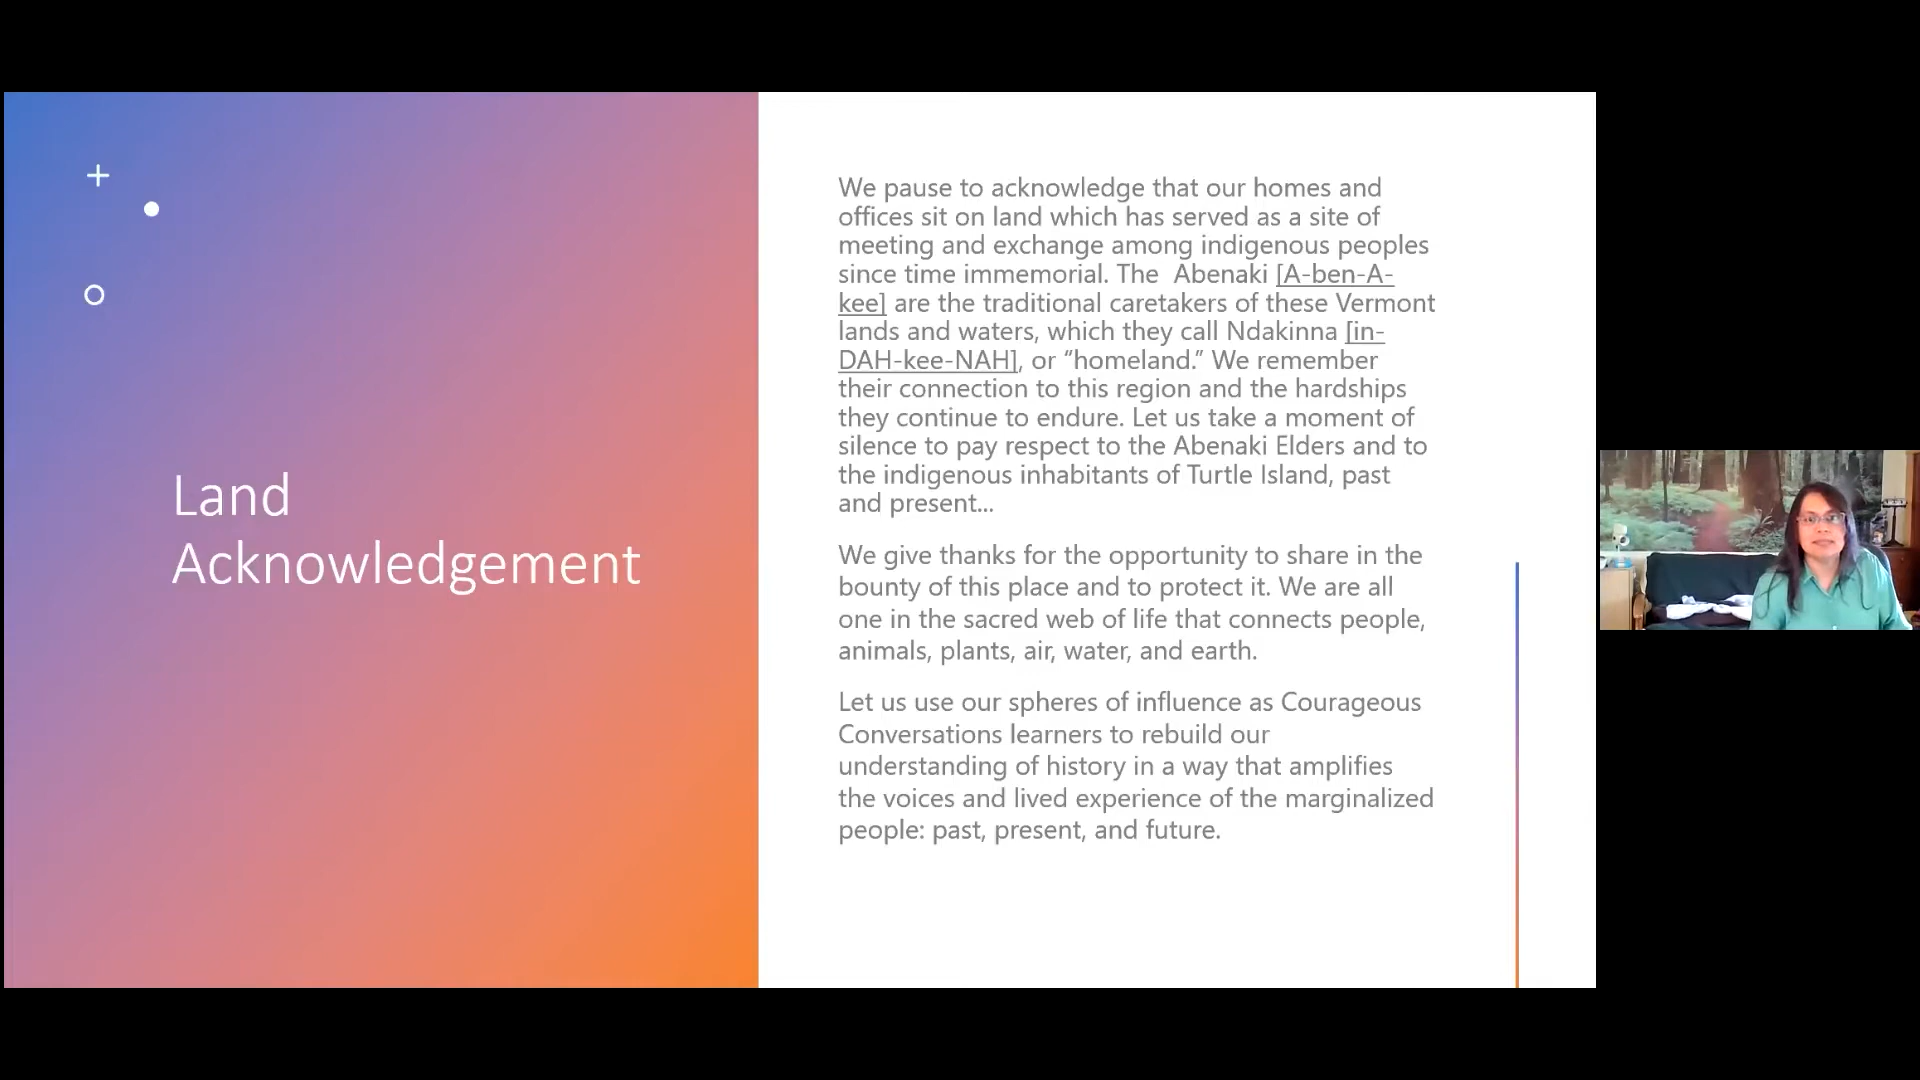 Land
Acknowledgement
We pause to acknowledge that our homes and
offices sit on land which has served as a site of
meeting and exchange among indigenous peoples
since time immemorial. The  Abenaki [A-ben-A-
kee] are the traditional caretakers of these Vermont
lands and waters, which they call Ndakinna [in-
DAH-kee-NAH], or “homeland.” We remember
their connection to this region and the hardships
they continue to endure. Let us take a moment of
silence to pay respect to the Abenaki Elders and to
the indigenous inhabitants of Turtle Island, past
and present...
We give thanks for the opportunity to share in the
bounty of this place and to protect it. We are all
one in the sacred web of life that connects people,
animals, plants, air, water, and earth.
Let us use our spheres of influence as Courageous
Conversations learners to rebuild our
understanding of history in a way that amplifies
the voices and lived experience of the marginalized
people: past, present, and future.